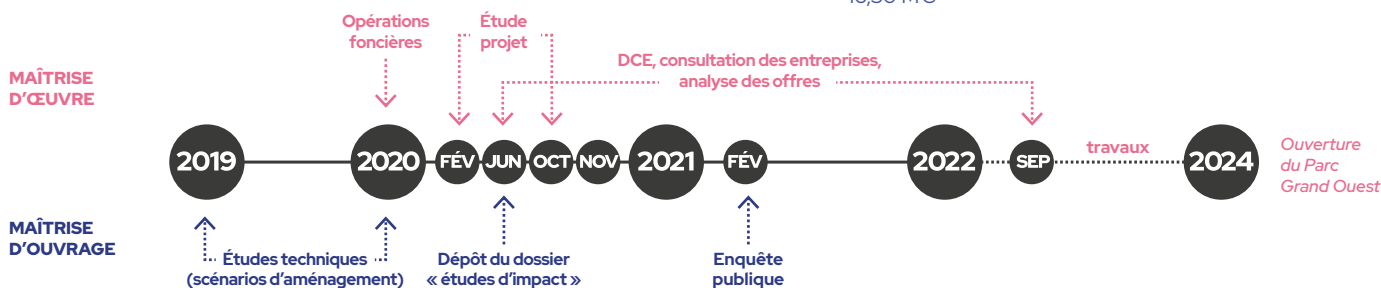 Opérations
foncières
Étude
projet
DCE, consultation des entreprises,
analyse des offres
MAÎTRISE
D’ŒUVRE
2019
2020
FÉV
JUN
OCT
NOV
2021
FÉV
2022
SEP
travaux
2024
Ouverture
du Parc
Grand Ouest
MAÎTRISE
D’OUVRAGE
Études techniques
(scénarios d’aménagement)
Dépôt du dossier
« études d’impact »
Enquête
publique